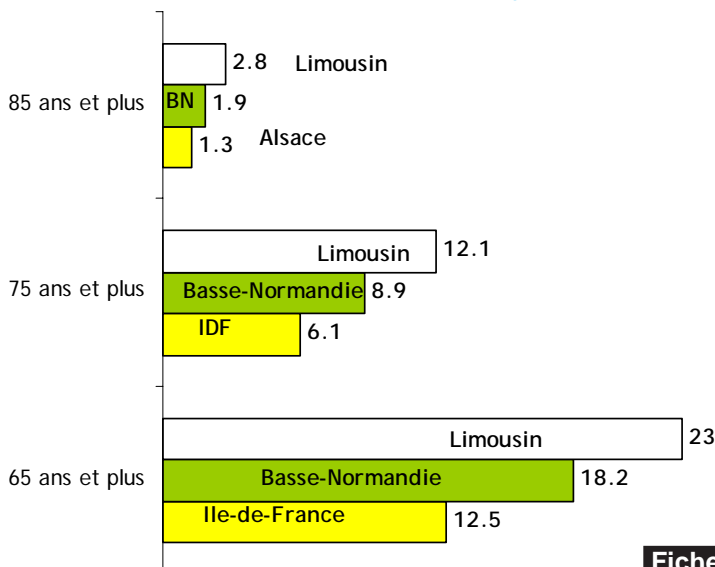 2.8 Limousin
85 ans et plus BN 1.9
1.3 Alsace
Limousin 12.1
75 ans et plus Basse-Normandie 8.9
IDF 6.1
Limousin 23
65 ans et plus Basse-Normandie 18.2
Ile-de-France 12.5
Fiche